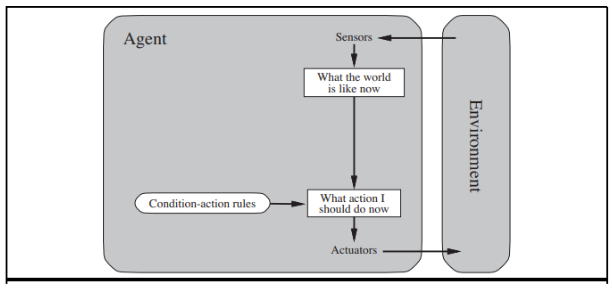 Agent
Sensors
What the world
is like now
Environment
Condition-action rules
What action I
should do now
Actuators